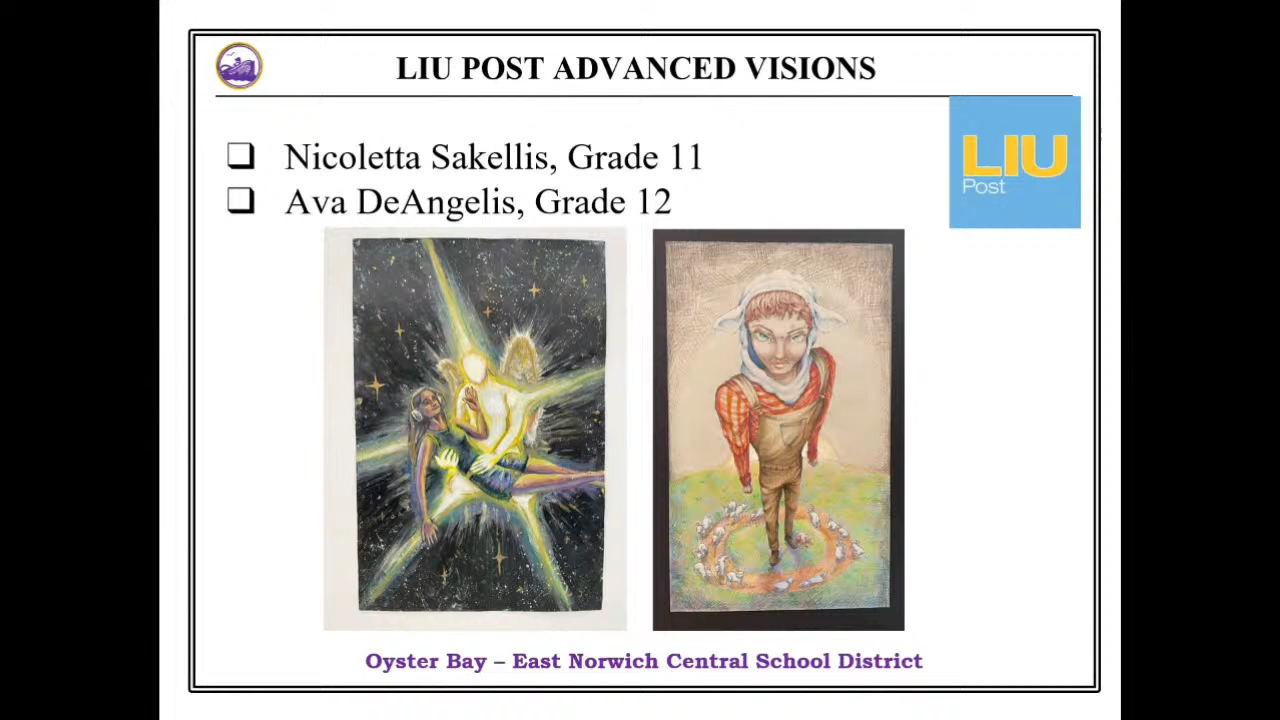 LIU POST ADVANCED VISIONS
Nicoletta Sakellis, Grade 11
Ava DeAngelis, Grade 12
LIU
Post
Oyster Bay – East Norwich Central School District